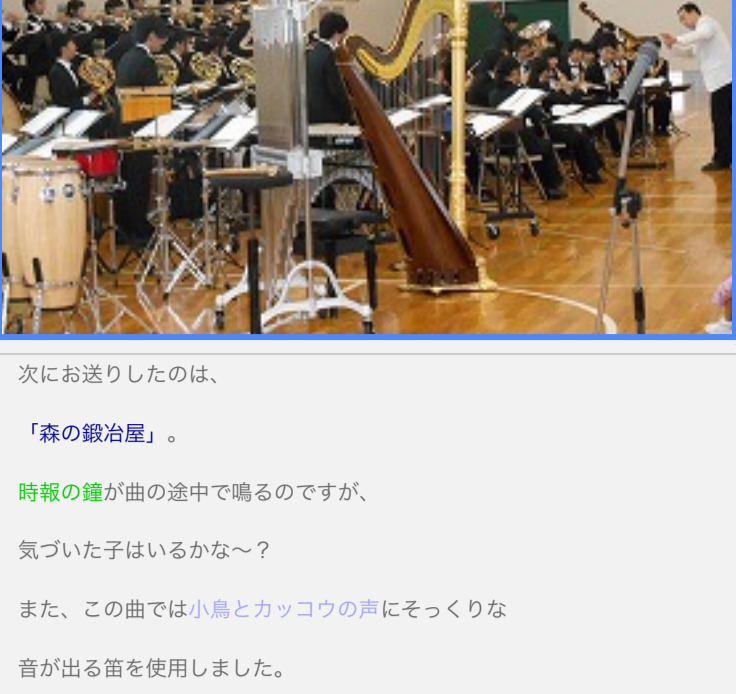 次にお送りしたのは、
「森の鍛冶屋」。
時報の鐘が曲の途中で鳴るのですが、
気づいた子はいるかな～？
また、この曲では小鳥とカッコウの声にそっくりな
音が出る笛を使用しました。